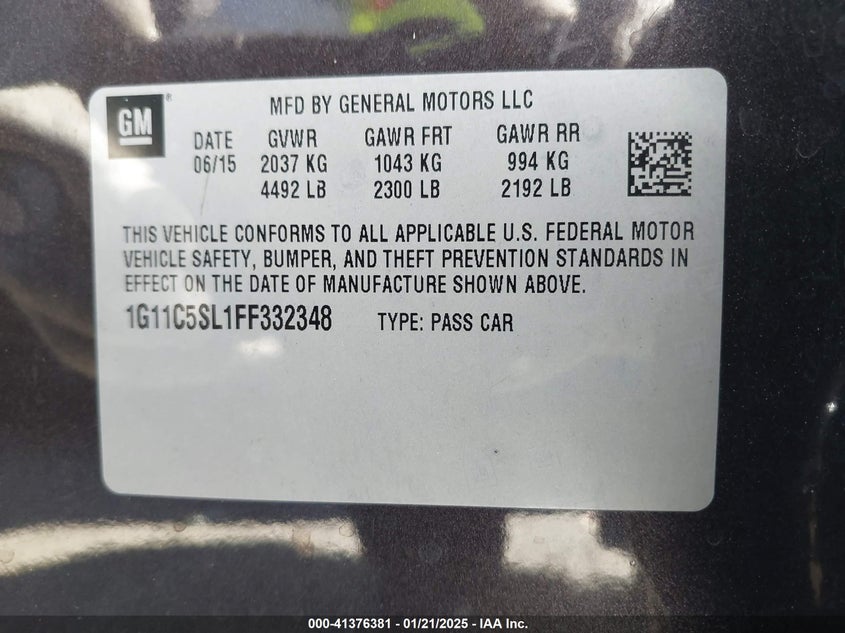 GM®
MFD BY GENERAL MOTORS LLC
DATE GVWR GAWR FRT GAWR RR
06/15 2037 KG 1043 KG 994 KG
4492 LB 2300 LB 2192 LB
THIS VEHICLE CONFORMS TO ALL APPLICABLE U.S. FEDERAL MOTOR
VEHICLE SAFETY, BUMPER, AND THEFT PREVENTION STANDARDS IN
EFFECT ON THE DATE OF MANUFACTURE SHOWN ABOVE.
1G11C5SL1FF332348 TYPE: PASS CAR
000-41376381 - 01/21/2025 - IAA Inc.